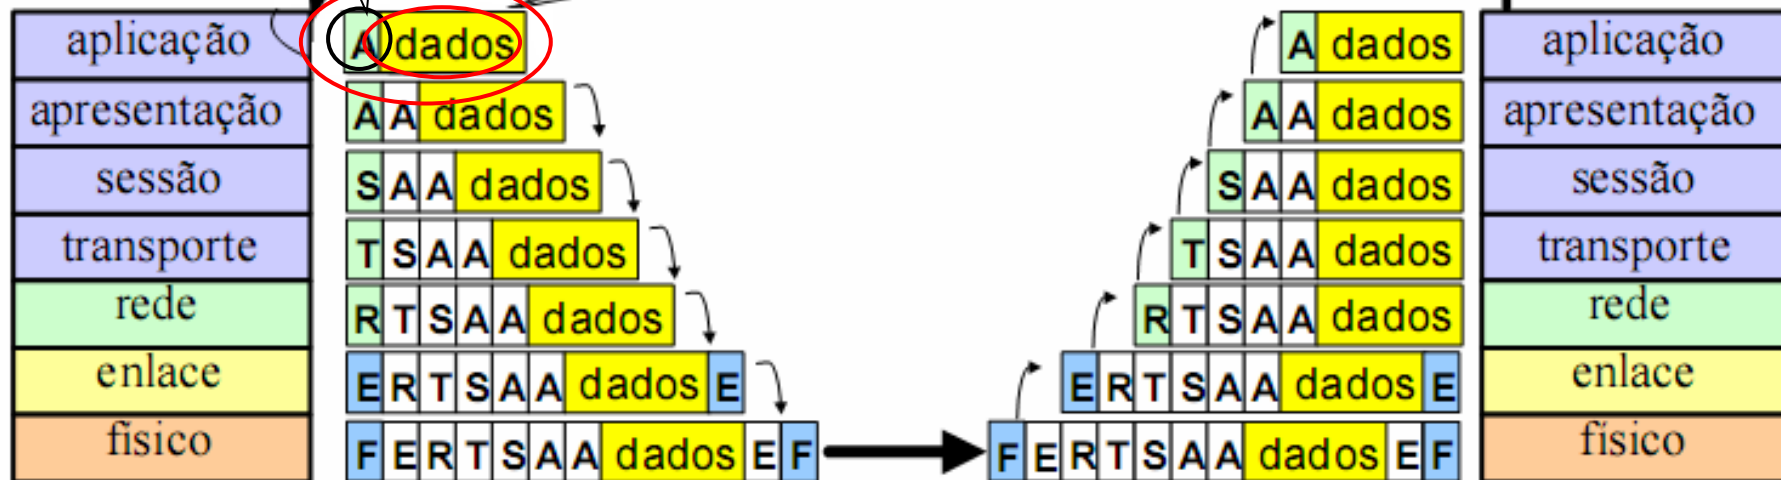 aplicação A dados A dados aplicação
apresentação A A dados A A dados apresentação
sessão S A A dados S A A dados sessão
transporte T S A A dados T S A A dados transporte
rede R T S A A dados R T S A A dados rede
enlace E R T S A A dados E E R T S A A dados E enlace
físico F E R T S A A dados E F F E R T S A A dados E F físico